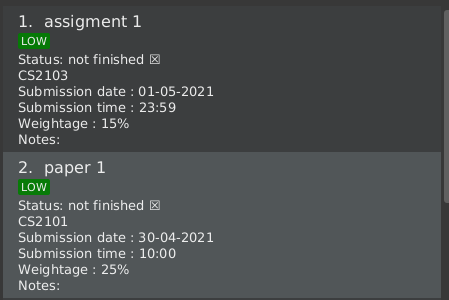 1. assigment 1
LOW
Status: not finished ☒
CS2103
Submission date : 01-05-2021
Submission time : 23:59
Weightage : 15%
Notes:
2. paper 1
LOW
Status: not finished ☒
CS2101
Submission date : 30-04-2021
Submission time : 10:00
Weightage : 25%
Notes: